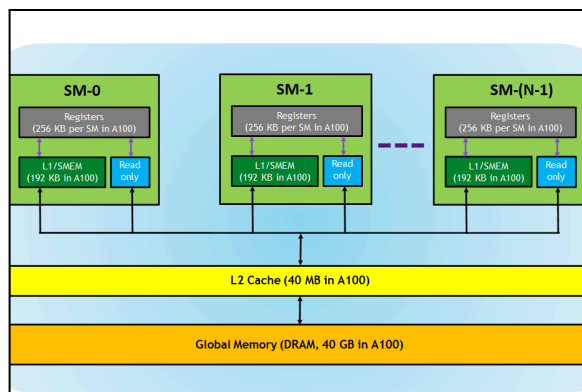 SM-0
Registers
(256 KB per SM in A100)
L1/SMEM
(192 KB in A100)
Read
only
SM-1
Registers
(256 KB per SM in A100)
L1/SMEM
(192 KB in A100)
Read
only
SM-(N-1)
Registers
(256 KB per SM in A100)
L1/SMEM
(192 KB in A100)
Read
only
L2 Cache (40 MB in A100)
Global Memory (DRAM, 40 GB in A100)